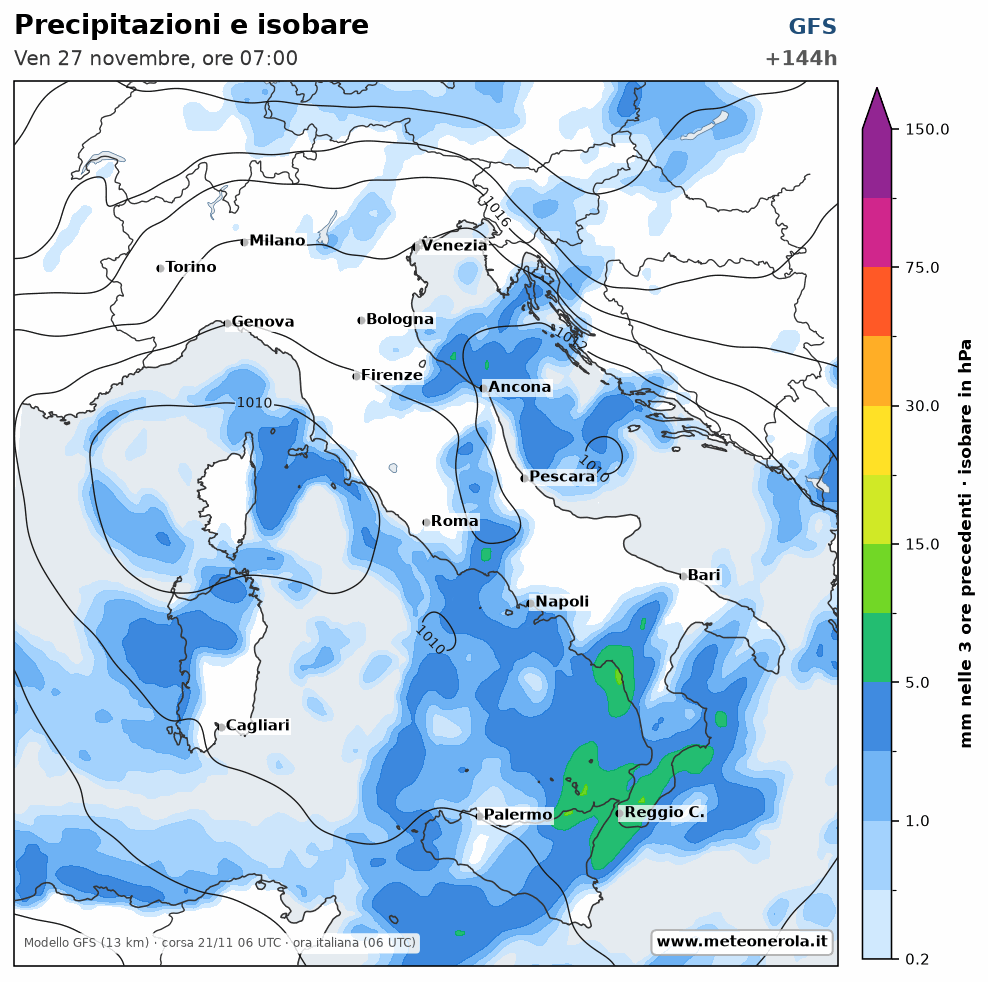 Precipitazioni e isobare
GFS
Ven 27 novembre, ore 07:00
+144h
150.0
75.0
30.0
15.0
5.0
1.0
0.2
mm nelle 3 ore precedenti · isobare in hPa
1016
Milano
Venezia
Torino
Genova
Bologna
1012
Firenze
Ancona
1010
1010
Pescara
Roma
Bari
Napoli
1010
Cagliari
Palermo
Reggio C.
Modello GFS (13 km) · corsa 21/11 06 UTC · ora italiana (06 UTC)
www.meteonerola.it